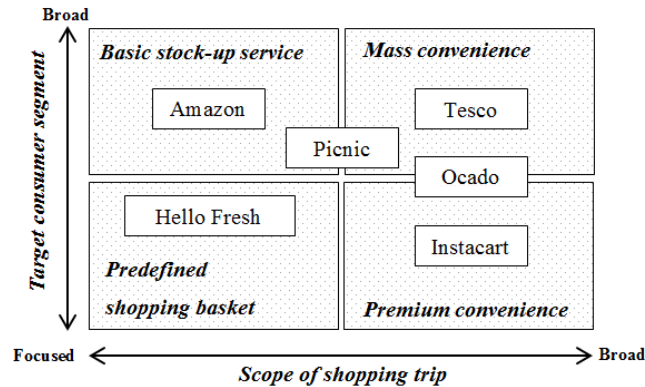 Broad
Basic stock-up service
Mass convenience
Amazon
Tesco
Picnic
Ocado
Hello Fresh
Instacart
Predefined
shopping basket
Premium convenience
Target consumer segment
Focused
Broad
Scope of shopping trip